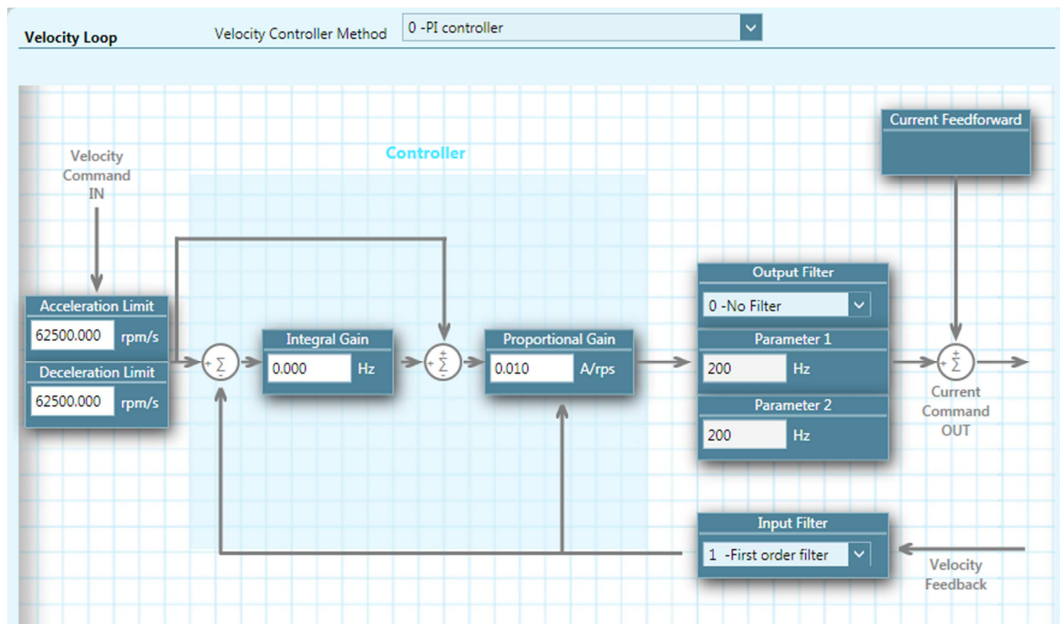 Velocity Loop
Velocity Controller Method
0 -PI controller
Current Feedforward
Velocity
Command
IN
Controller
Acceleration Limit
62500.000 rpm/s
Deceleration Limit
62500.000 rpm/s
+ Σ -
Integral Gain
0.000 Hz
+ + Σ -
Proportional Gain
0.010 A/rps
Output Filter
0 -No Filter
Parameter 1
200 Hz
Parameter 2
200 Hz
+ + Σ
Current
Command
OUT
Input Filter
1 -First order filter
Velocity
Feedback